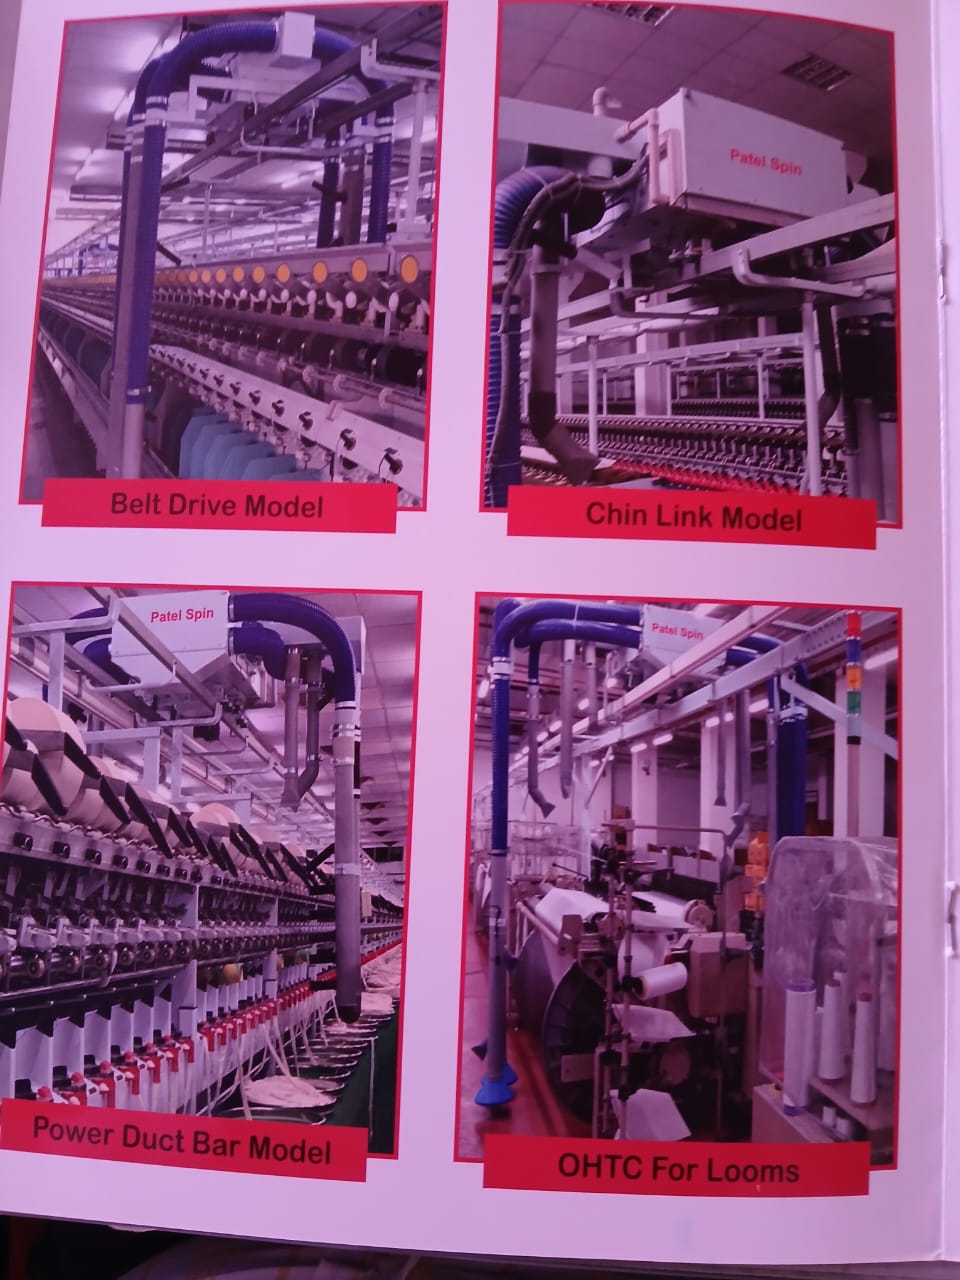 Belt Drive Model
Patel Spin
Chin Link Model
Patel Spin
Power Duct Bar Model
Patel Spin
OHTC For Looms